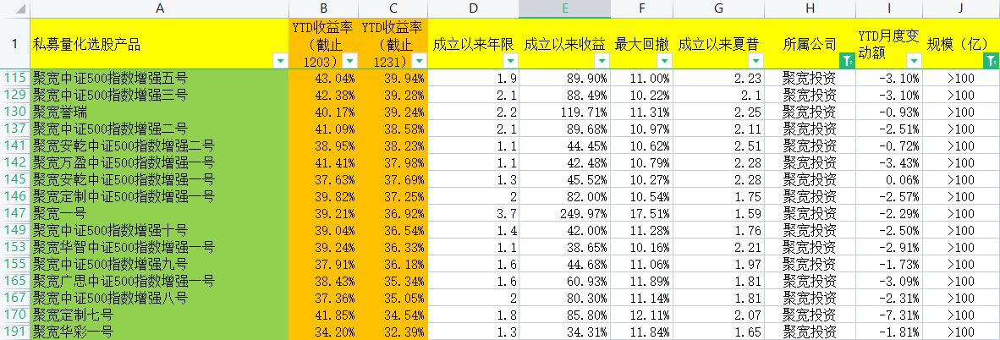 A B C D E F G H I J
1 私募量化选股产品 YTD收益率（截止1203） YTD收益率（截止1231） 成立以来年限 成立以来收益 最大回撤 成立以来夏普 所属公司 YTD月度变动额 规模（亿）
115 聚宽中证500指数增强五号 43.04% 39.94% 1.9 89.90% 11.00% 2.23 聚宽投资 -3.10% >100
129 聚宽中证500指数增强三号 42.38% 39.28% 2.1 88.49% 10.22% 2.1 聚宽投资 -3.10% >100
130 聚宽誉瑞 40.17% 39.24% 2.2 119.71% 11.31% 2.25 聚宽投资 -0.93% >100
137 聚宽中证500指数增强二号 41.09% 38.58% 2.1 89.68% 10.97% 2.11 聚宽投资 -2.51% >100
141 聚宽安乾中证500指数增强二号 38.95% 38.23% 1.1 44.45% 10.62% 2.51 聚宽投资 -0.72% >100
142 聚宽万盈中证500指数增强一号 41.41% 37.98% 1.1 42.48% 10.79% 2.28 聚宽投资 -3.43% >100
145 聚宽安乾中证500指数增强一号 37.63% 37.69% 1.3 45.52% 10.27% 2.28 聚宽投资 0.06% >100
146 聚宽定制中证500指数增强一号 39.82% 37.25% 2 82.00% 10.54% 1.75 聚宽投资 -2.57% >100
147 聚宽一号 39.21% 36.92% 3.7 249.97% 17.51% 1.59 聚宽投资 -2.29% >100
149 聚宽中证500指数增强十号 39.04% 36.54% 1.4 42.00% 11.28% 1.76 聚宽投资 -2.50% >100
153 聚宽华智中证500指数增强一号 39.24% 36.33% 1.1 38.65% 10.16% 2.21 聚宽投资 -2.91% >100
155 聚宽中证500指数增强九号 37.91% 36.18% 1.6 44.68% 11.06% 1.97 聚宽投资 -1.73% >100
165 聚宽广思中证500指数增强一号 38.43% 35.34% 1.6 60.93% 11.89% 1.81 聚宽投资 -3.09% >100
167 聚宽中证500指数增强八号 37.36% 35.05% 2 80.30% 11.14% 1.81 聚宽投资 -2.31% >100
170 聚宽定制七号 41.85% 34.54% 1.8 85.80% 12.11% 2.07 聚宽投资 -7.31% >100
191 聚宽华彩一号 34.20% 32.39% 1.3 34.31% 11.84% 1.65 聚宽投资 -1.81% >100